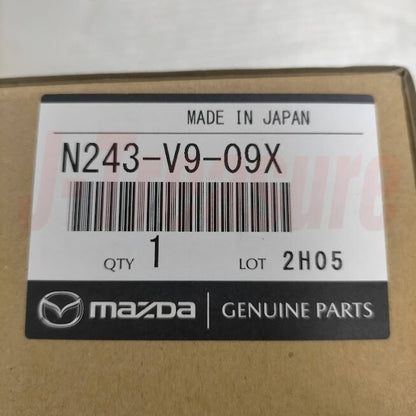 MADE IN JAPAN
N243-V9-09X
QTY 1 LOT 2H05
mazda GENUINE PARTS